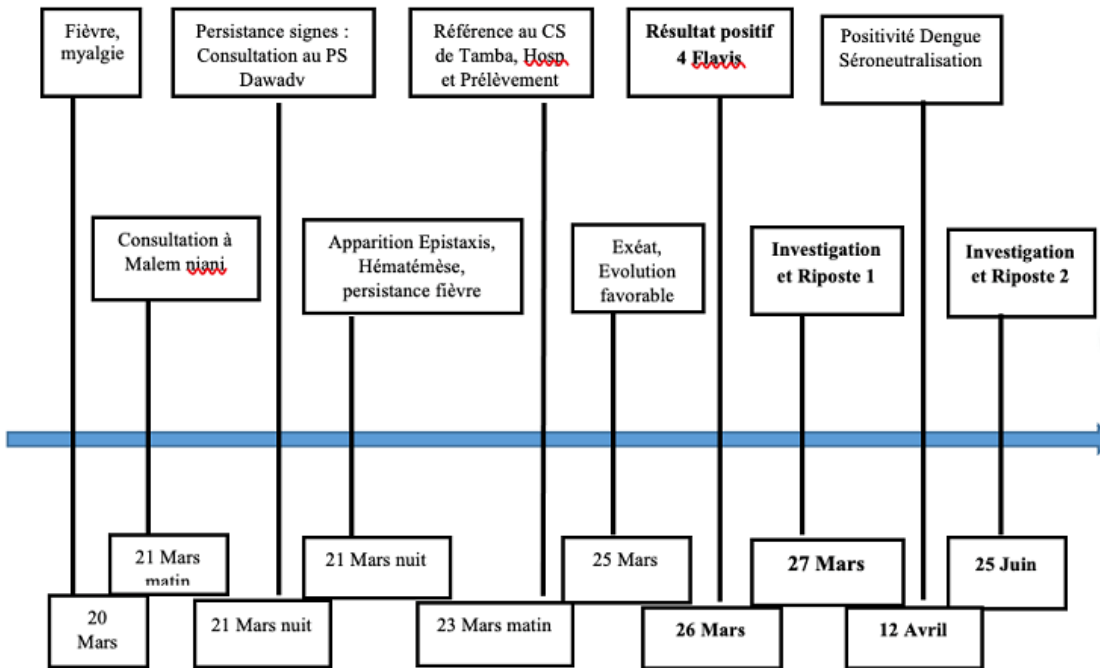 Fièvre,
myalgie
Persistance signes :
Consultation au PS
Dawady
Référence au CS
de Tamba, Hosp
et Prélèvement
Résultat positif
4 Flavis
Positivité Dengue
Séroneutralisation
Consultation à
Malem niani
Apparition Epistaxis,
Hématémèse,
persistance fièvre
Exéat,
Evolution
favorable
Investigation
et Riposte 1
Investigation
et Riposte 2
21 Mars
matin
21 Mars nuit
25 Mars
27 Mars
25 Juin
20
Mars
21 Mars nuit
23 Mars matin
26 Mars
12 Avril